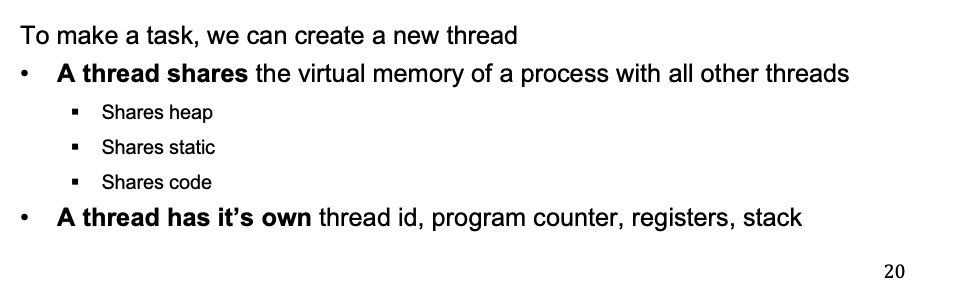 To make a task, we can create a new thread
• A thread shares the virtual memory of a process with all other threads
▪ Shares heap
▪ Shares static
▪ Shares code
• A thread has it’s own thread id, program counter, registers, stack
20